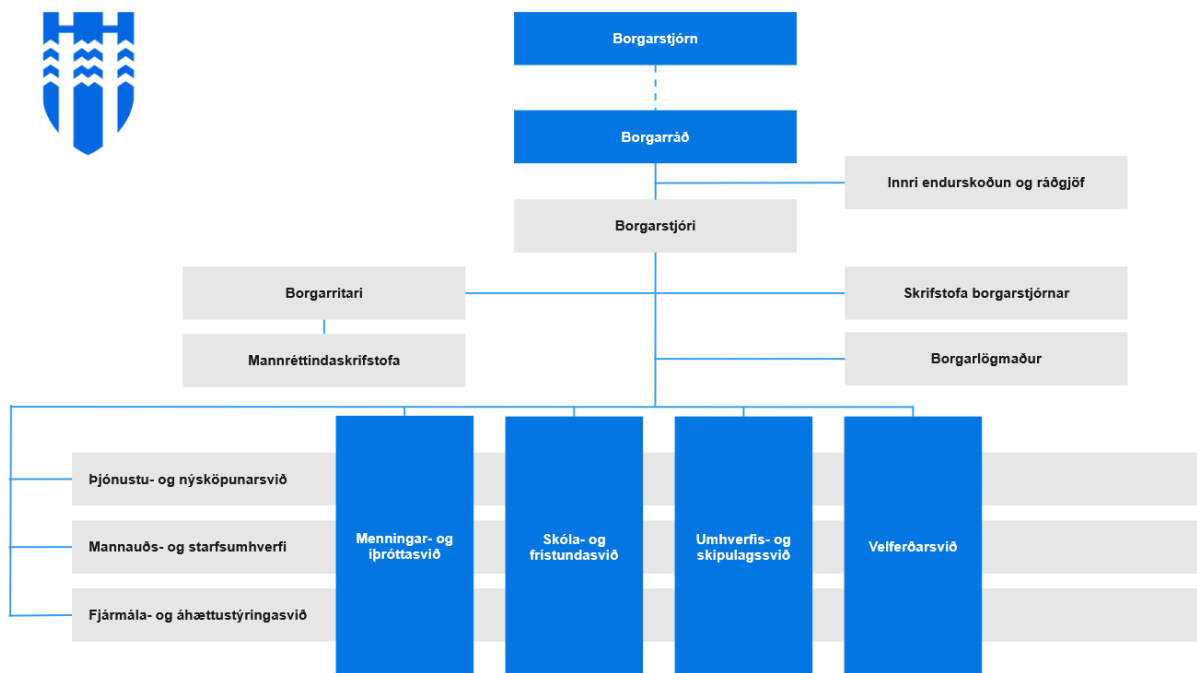 Borgarstjórn
Borgarráð
Innri endurskoðun og ráðgjöf
Borgarstjóri
Borgarritari
Skrifstofa borgarstjórnar
Mannréttindaskrifstofa
Borgarlögmaður
Þjónustu- og nýsköpunarsvið
Mannauðs- og starfsumhverfi
Fjármála- og áhættustýringasvið
Menningar- og
íþróttasvið
Skóla- og
frístundasvið
Umhverfis- og
skipulagssvið
Velferðarsvið